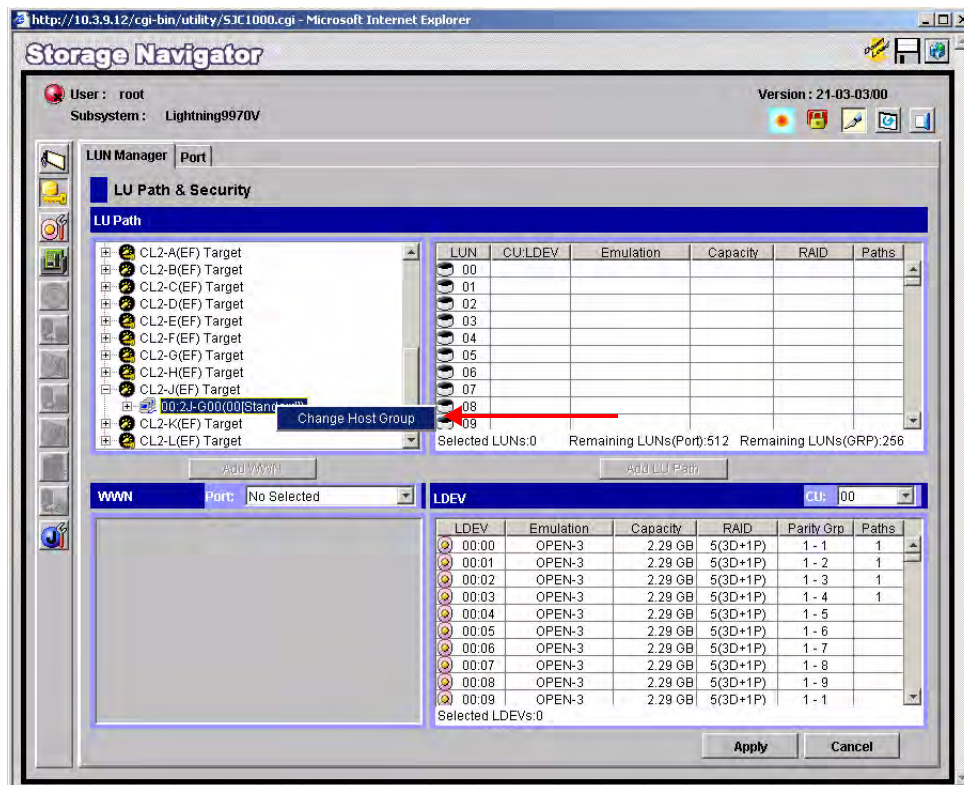 http://10.3.9.12/cgi-bin/utility/SJC1000.cgi - Microsoft Internet Explorer
Storage Navigator
User : root
Version : 21-03-03/00
Subsystem : Lightning9970V
LUN Manager Port
LU Path & Security
LU Path
CL2-A(EF) Target
CL2-B(EF) Target
CL2-C(EF) Target
CL2-D(EF) Target
CL2-E(EF) Target
CL2-F(EF) Target
CL2-G(EF) Target
CL2-H(EF) Target
CL2-J(EF) Target
00:2J-G00(00[Standard])
Change Host Group
CL2-K(EF) Target
CL2-L(EF) Target
LUN CU:LDEV Emulation Capacity RAID Paths
00
01
02
03
04
05
06
07
08
09
Selected LUNs:0 Remaining LUNs(Port):512 Remaining LUNs(GRP):256
Add WWN
Add LU Path
WWN Port: No Selected
LDEV CU: 00
LDEV Emulation Capacity RAID Parity Grp Paths
00:00 OPEN-3 2.29 GB 5(3D+1P) 1 - 1 1
00:01 OPEN-3 2.29 GB 5(3D+1P) 1 - 2 1
00:02 OPEN-3 2.29 GB 5(3D+1P) 1 - 3 1
00:03 OPEN-3 2.29 GB 5(3D+1P) 1 - 4 1
00:04 OPEN-3 2.29 GB 5(3D+1P) 1 - 5
00:05 OPEN-3 2.29 GB 5(3D+1P) 1 - 6
00:06 OPEN-3 2.29 GB 5(3D+1P) 1 - 7
00:07 OPEN-3 2.29 GB 5(3D+1P) 1 - 8
00:08 OPEN-3 2.29 GB 5(3D+1P) 1 - 9
00:09 OPEN-3 2.29 GB 5(3D+1P) 1 - 1
Selected LDEVs:0
Apply Cancel